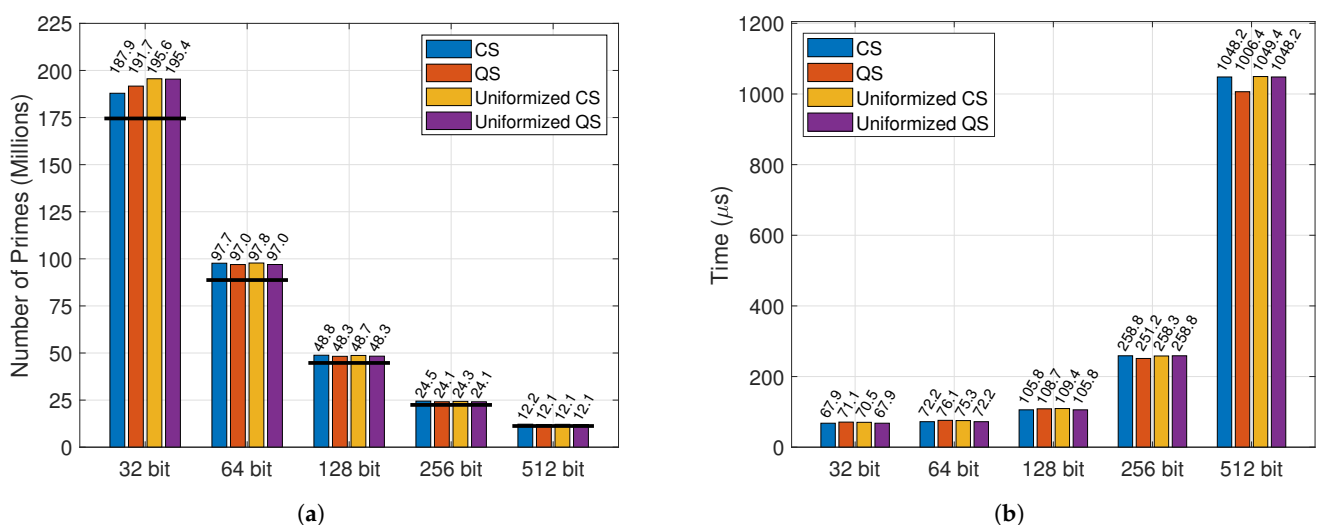 225
200
175
150
125
100
75
50
25
0
Number of Primes (Millions)
187.9
191.7
195.6
195.4
97.7
97.0
97.8
97.0
48.8
48.3
48.7
48.3
24.5
24.1
24.3
24.1
12.2
12.1
12.1
12.1
CS
QS
Uniformized CS
Uniformized QS
32 bit
64 bit
128 bit
256 bit
512 bit
(a)
1200
1000
800
600
400
200
0
Time (μs)
CS
QS
Uniformized CS
Uniformized QS
67.9
71.1
70.5
67.9
72.2
76.1
75.3
72.2
105.8
108.7
109.4
105.8
258.8
251.2
258.3
258.8
1048.2
1006.4
1049.4
1048.2
32 bit
64 bit
128 bit
256 bit
512 bit
(b)